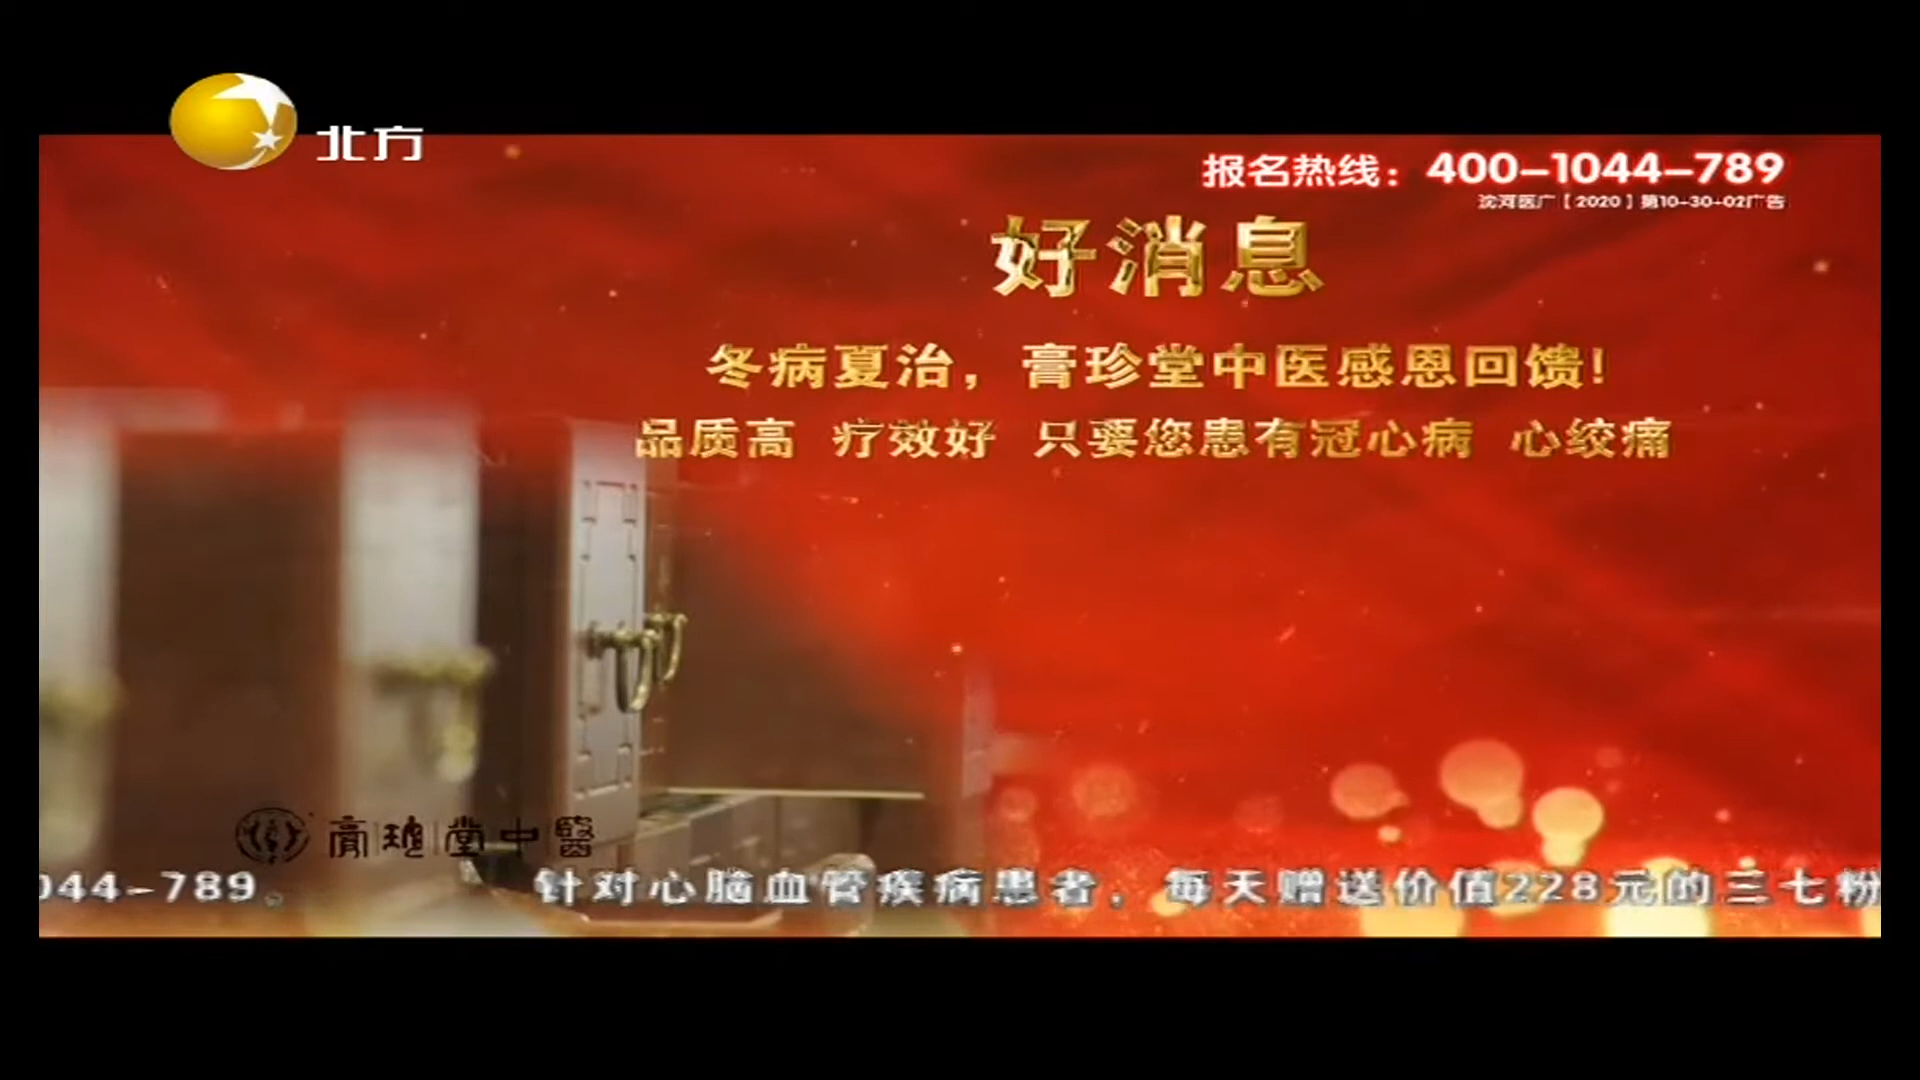 北方
报名热线：400-1044-789
沈河医广【2020】第10-30-02广告
好消息
冬病夏治，膏珍堂中医感恩回馈！
品质高 疗效好 只要您患有冠心病 心绞痛
膏珍堂中醫
044-789。 针对心脑血管疾病患者，每天赠送价值228元的三七粉